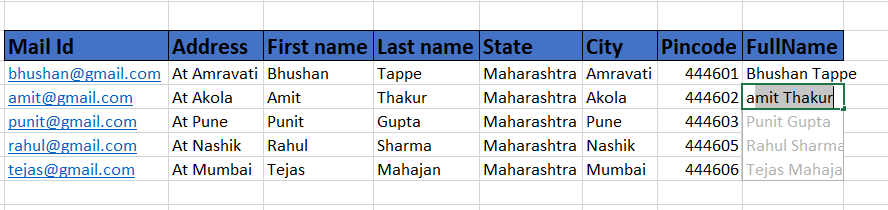 Mail Id Address First name Last name State City Pincode FullName
bhushan@gmail.com At Amravati Bhushan Tappe Maharashtra Amravati 444601 Bhushan Tappe
amit@gmail.com At Akola Amit Thakur Maharashtra Akola 444602 amit Thakur
punit@gmail.com At Pune Punit Gupta Maharashtra Pune 444603 Punit Gupta
rahul@gmail.com At Nashik Rahul Sharma Maharashtra Nashik 444605 Rahul Sharma
tejas@gmail.com At Mumbai Tejas Mahajan Maharashtra Mumbai 444606 Tejas Mahaja